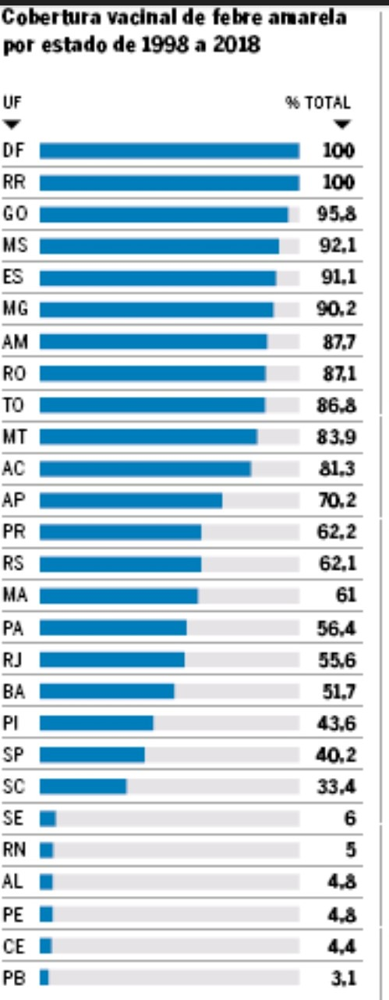 Cobertura vacinal de febre amarela
por estado de 1998 a 2018
UF % TOTAL
DF 100
RR 100
GO 95,8
MS 92,1
ES 91,1
MG 90,2
AM 87,7
RO 87,1
TO 86,8
MT 83,9
AC 81,3
AP 70,2
PR 62,2
RS 62,1
MA 61
PA 56,4
RJ 55,6
BA 51,7
PI 43,6
SP 40,2
SC 33,4
SE 6
RN 5
AL 4,8
PE 4,8
CE 4,4
PB 3,1